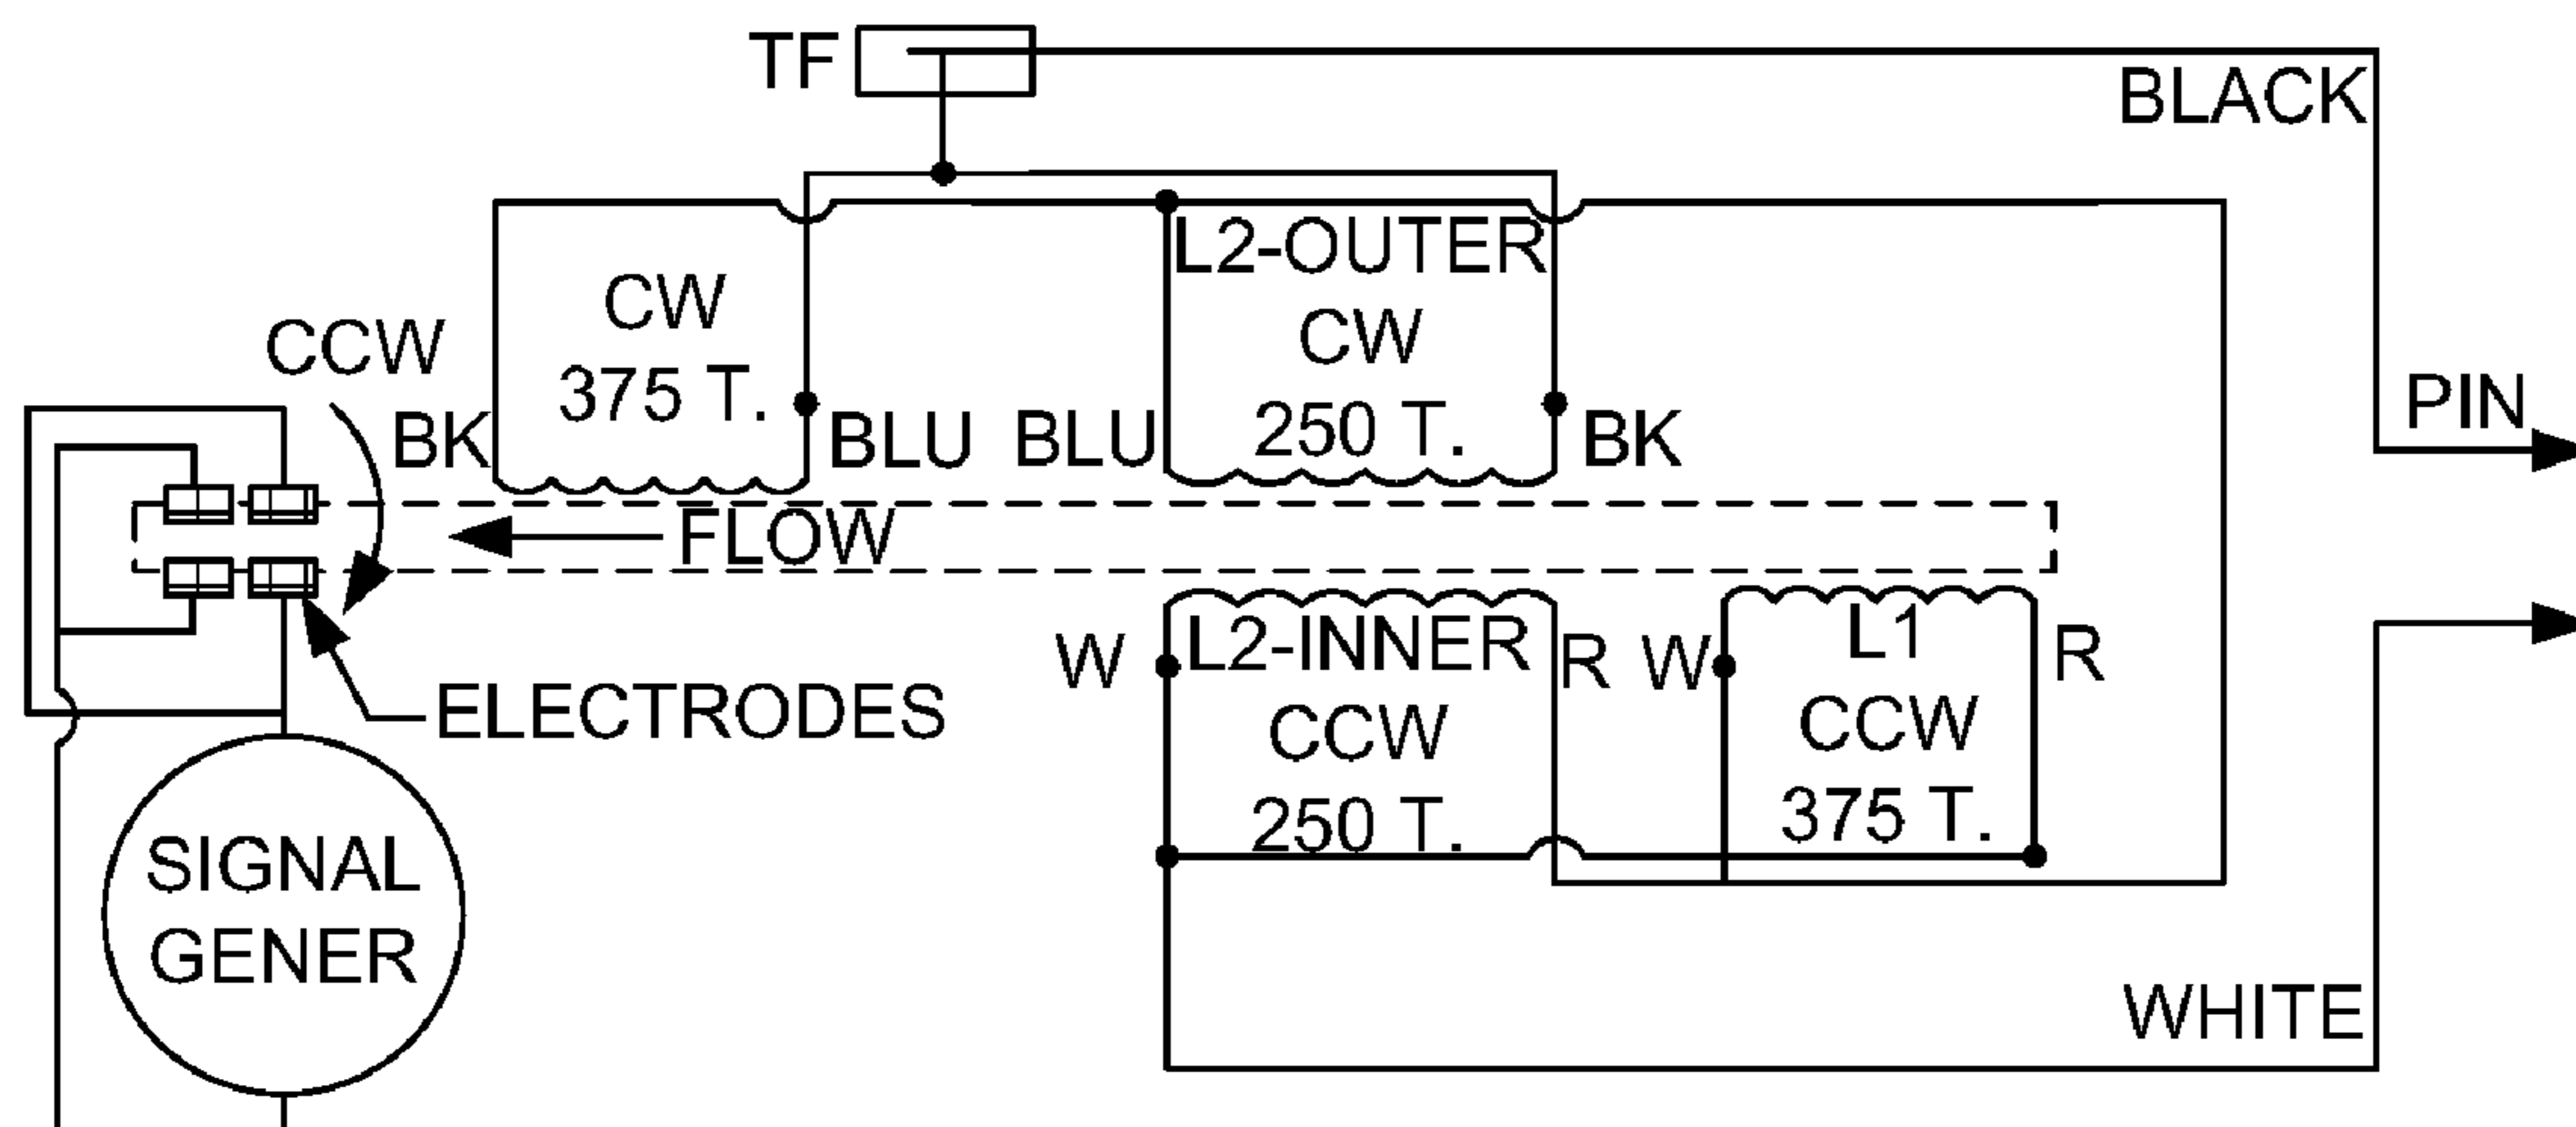 TF
BLACK
L2-OUTER
CW
375 T.
CW
250 T.
CCW
BK
BLU
BLU
BK
PIN
FLOW
W
L2-INNER
R
W
L1
R
CCW
250 T.
CCW
375 T.
ELECTRODES
SIGNAL
GENER
WHITE